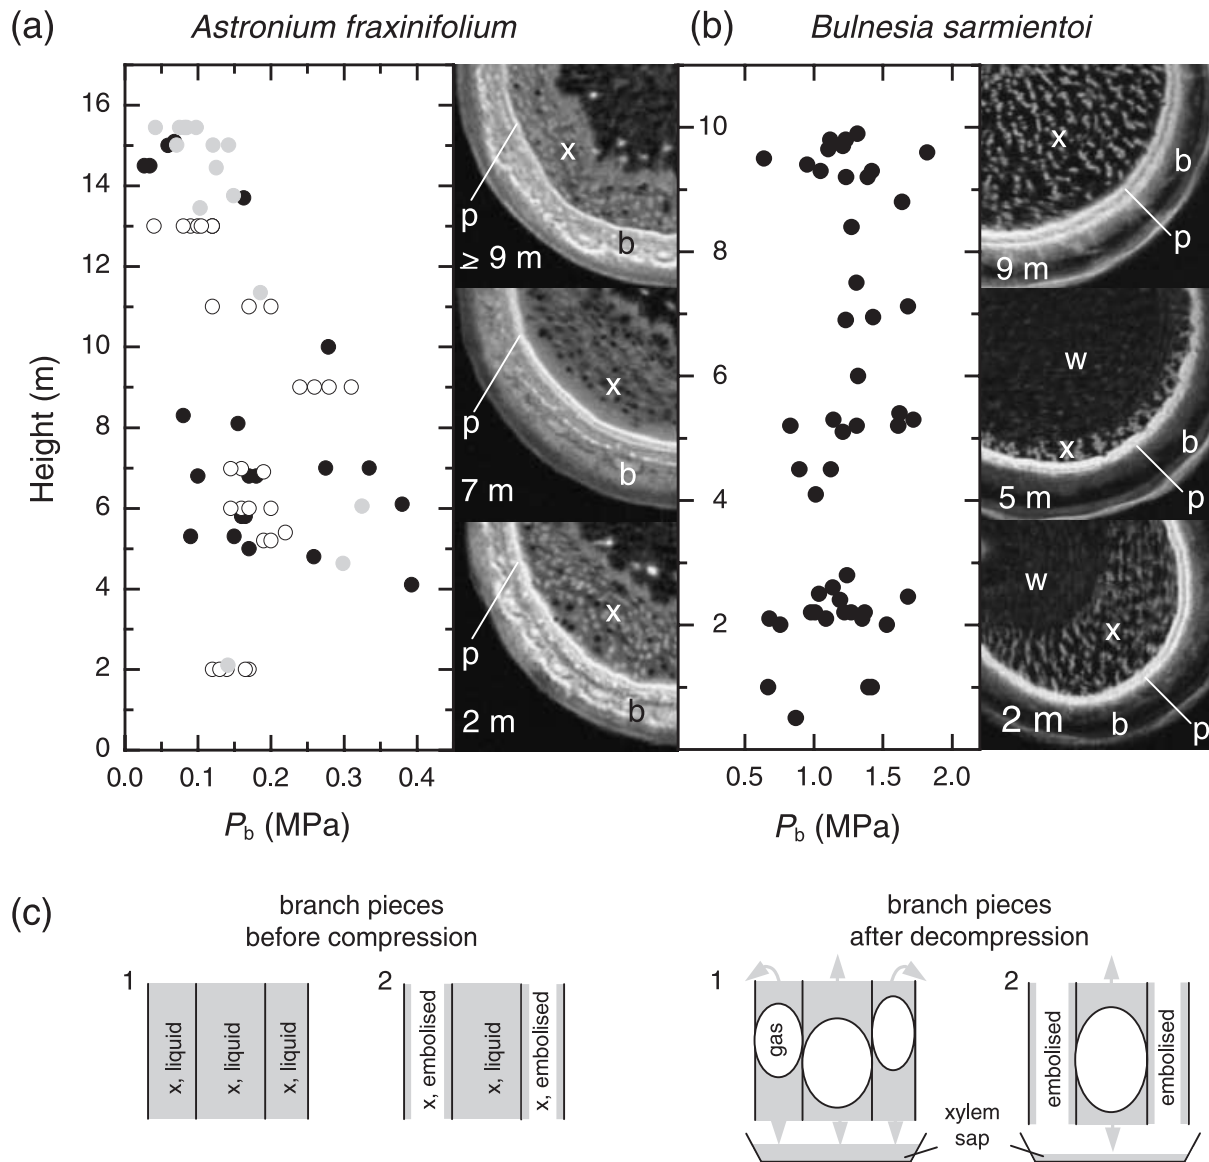 (a)
Astronium fraxinifolium
(b)
Bulnesia sarmientoi
16
14
12
10
8
6
4
2
0
Height (m)
0.0
0.1
0.2
0.3
0.4
Pb (MPa)
x
p
b
≥ 9 m
x
p
b
7 m
x
p
b
2 m
10
8
6
4
2
0.5
1.0
1.5
2.0
Pb (MPa)
x
b
p
9 m
w
x
b
p
5 m
w
x
b
p
2 m
(c)
branch pieces
before compression
1
x, liquid
x, liquid
x, liquid
2
x, embolised
x, liquid
x, embolised
branch pieces
after decompression
1
gas
2
embolised
embolised
xylem
sap